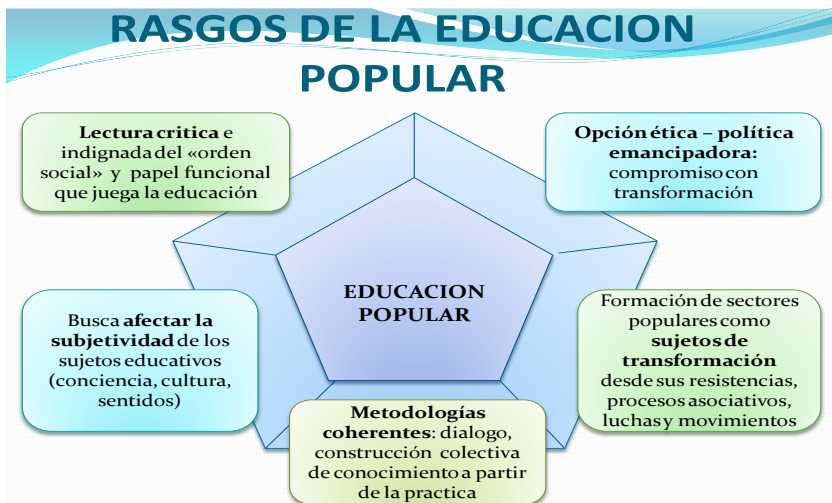 RASGOS DE LA EDUCACION
POPULAR
Lectura critica e
indignada del «orden
social» y papel funcional
que juega la educación
Opción ética – política
emancipadora:
compromiso con
transformación
EDUCACION
POPULAR
Busca afectar la
subjetividad de los
sujetos educativos
(conciencia, cultura,
sentidos)
Formación de sectores
populares como
sujetos de
transformación
desde sus resistencias,
procesos asociativos,
luchas y movimientos
Metodologías
coherentes: dialogo,
construcción colectiva
de conocimiento a partir
de la practica